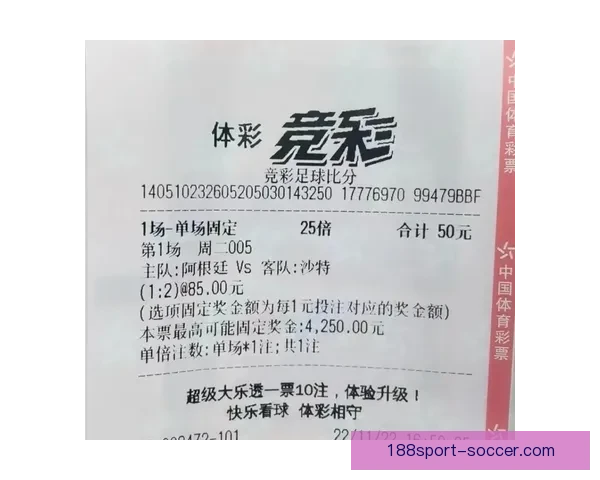 体彩 竞彩
竞彩足球比分
140510232605205030143250 17776970 99479BBF
1场-单场固定 25倍 合计 50元
第1场 周二005
主队:阿根廷 Vs 客队:沙特
(1:2)@85.00元
(选项固定奖金额为每1元投注对应的奖金额)
本票最高可能固定奖金:4,250.00元
单倍注数:单场*1注;共1注
超级大乐透一票10注，体验升级！
快乐看球 体彩相守
中国体育彩票
中国体育彩票
188sport-soccer.com